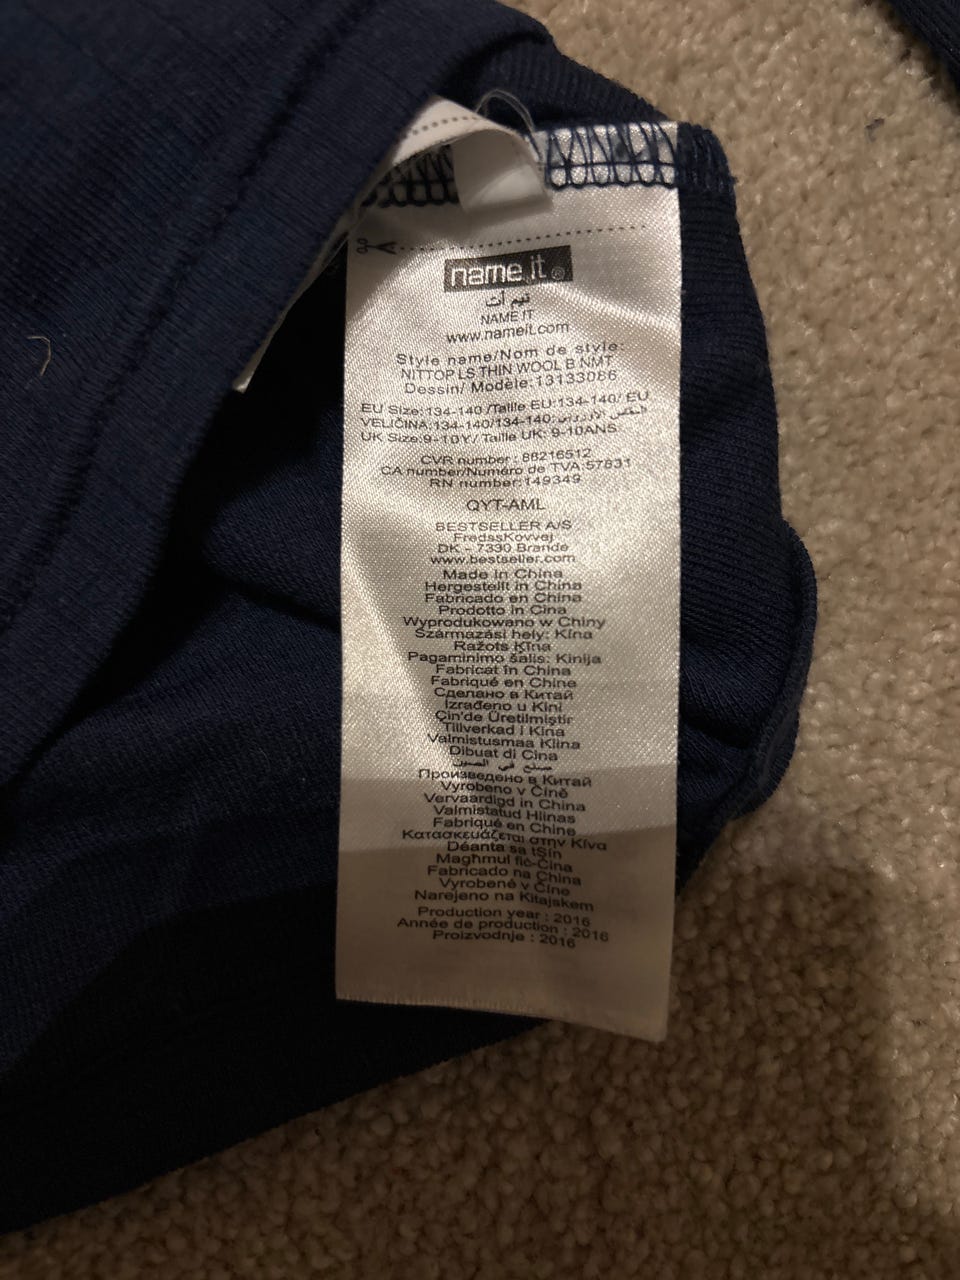 name it®
نيم أت
NAME IT
www.nameit.com
Style name/Nom de style:
NITTOP LS THIN WOOL B NMT
Dessin/ Modèle:13133086
EU Size:134-140 /Taille EU:134-140/ EU
VELIČINA:134-140/134-140:
UK Size:9-10Y/ Taille UK: 9-10ANS
CVR number : 88216512
CA number/Numéro de TVA:57831
RN number:149349
QYT-AML
BESTSELLER A/S
FredssKovvej
DK - 7330 Brande
www.bestseller.com
Made in China
Hergestellt in China
Fabricado en China
Prodotto in Cina
Wyprodukowano w Chiny
Származási hely: Kína
Ražots Ķīna
Pagaminimo šalis: Kinija
Fabricat în China
Fabriqué en Chine
Сделано в Китай
Izrađeno u Kini
Çin'de Üretilmiştir
Tillverkad i Kina
Valmistusmaa Kiina
Dibuat di Cina
Произведено в Китай
Vyrobeno v Číně
Vervaardigd in China
Valmistatud Hiinas
Fabriqué en Chine
Κατασκευάζεται στην Κίνα
Déanta sa tSín
Magħmul fiċ-Ċina
Fabricado na China
Vyrobené v Číne
Narejeno na Kitajskem
Production year : 2016
Année de production : 2016
Proizvodnje : 2016